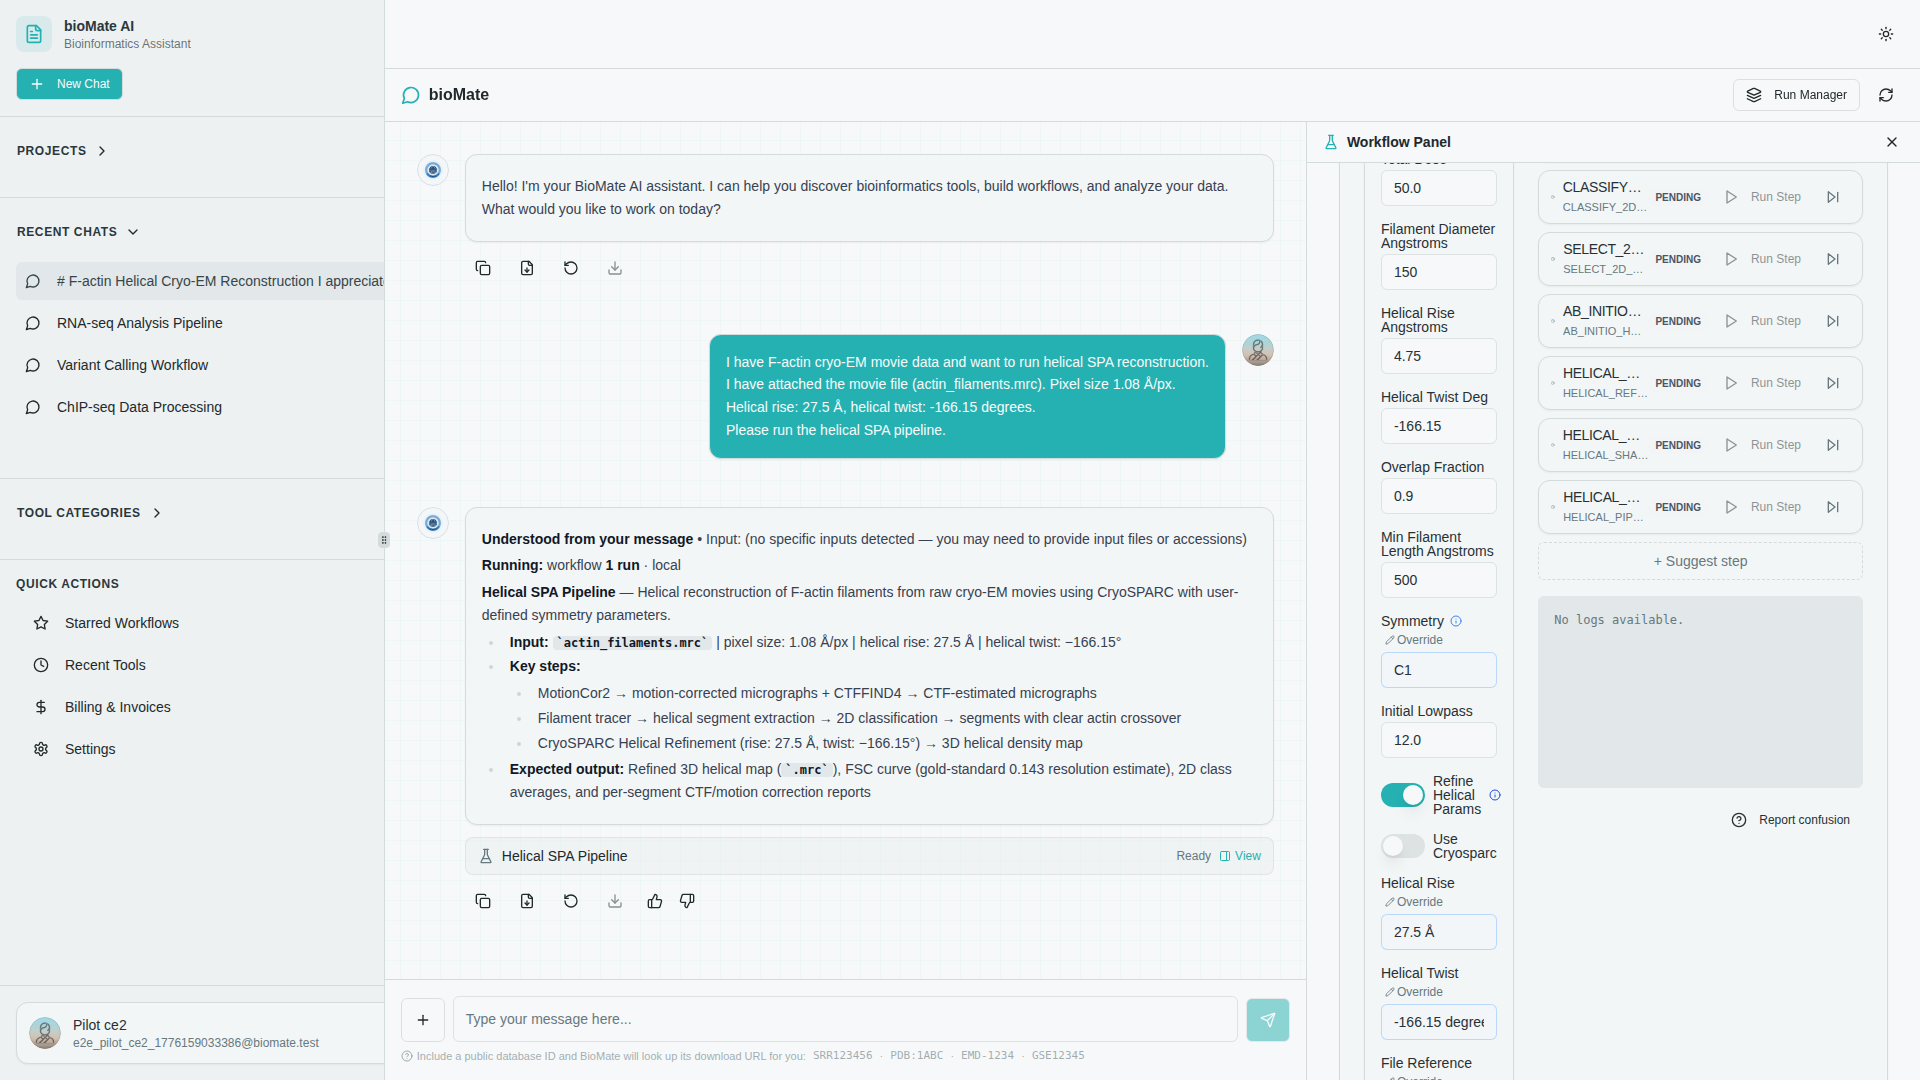 bioMate AI
Bioinformatics Assistant
New Chat
PROJECTS
RECENT CHATS
# F-actin Helical Cryo-EM Reconstruction I appreciat
RNA-seq Analysis Pipeline
Variant Calling Workflow
ChIP-seq Data Processing
TOOL CATEGORIES
QUICK ACTIONS
Starred Workflows
Recent Tools
Billing & Invoices
Settings
Pilot ce2
e2e_pilot_ce2_1776159033386@biomate.test
bioMate
Run Manager
Hello! I'm your BioMate AI assistant. I can help you discover bioinformatics tools, build workflows, and analyze your data.
What would you like to work on today?
I have F-actin cryo-EM movie data and want to run helical SPA reconstruction.
I have attached the movie file (actin_filaments.mrc). Pixel size 1.08 Å/px.
Helical rise: 27.5 Å, helical twist: -166.15 degrees.
Please run the helical SPA pipeline.
Understood from your message • Input: (no specific inputs detected — you may need to provide input files or accessions)
Running: workflow 1 run · local
Helical SPA Pipeline — Helical reconstruction of F-actin filaments from raw cryo-EM movies using CryoSPARC with user-
defined symmetry parameters.
Input: `actin_filaments.mrc` | pixel size: 1.08 Å/px | helical rise: 27.5 Å | helical twist: −166.15°
Key steps:
MotionCor2 → motion-corrected micrographs + CTFFIND4 → CTF-estimated micrographs
Filament tracer → helical segment extraction → 2D classification → segments with clear actin crossover
CryoSPARC Helical Refinement (rise: 27.5 Å, twist: −166.15°) → 3D helical density map
Expected output: Refined 3D helical map (`.mrc`), FSC curve (gold-standard 0.143 resolution estimate), 2D class
averages, and per-segment CTF/motion correction reports
Helical SPA Pipeline
Ready
View
Type your message here...
Include a public database ID and BioMate will look up its download URL for you: SRR123456 · PDB:1ABC · EMD-1234 · GSE12345
Workflow Panel
50.0
Filament Diameter
Angstroms
150
Helical Rise
Angstroms
4.75
Helical Twist Deg
-166.15
Overlap Fraction
0.9
Min Filament
Length Angstroms
500
Symmetry
Override
C1
Initial Lowpass
12.0
Refine
Helical
Params
Use
Cryosparc
Helical Rise
Override
27.5 Å
Helical Twist
Override
-166.15 degre
File Reference
Override
CLASSIFY…
CLASSIFY_2D…
PENDING
Run Step
SELECT_2…
SELECT_2D_…
PENDING
Run Step
AB_INITIO…
AB_INITIO_H…
PENDING
Run Step
HELICAL_…
HELICAL_REF…
PENDING
Run Step
HELICAL_…
HELICAL_SHA…
PENDING
Run Step
HELICAL_…
HELICAL_PIP…
PENDING
Run Step
+ Suggest step
No logs available.
Report confusion